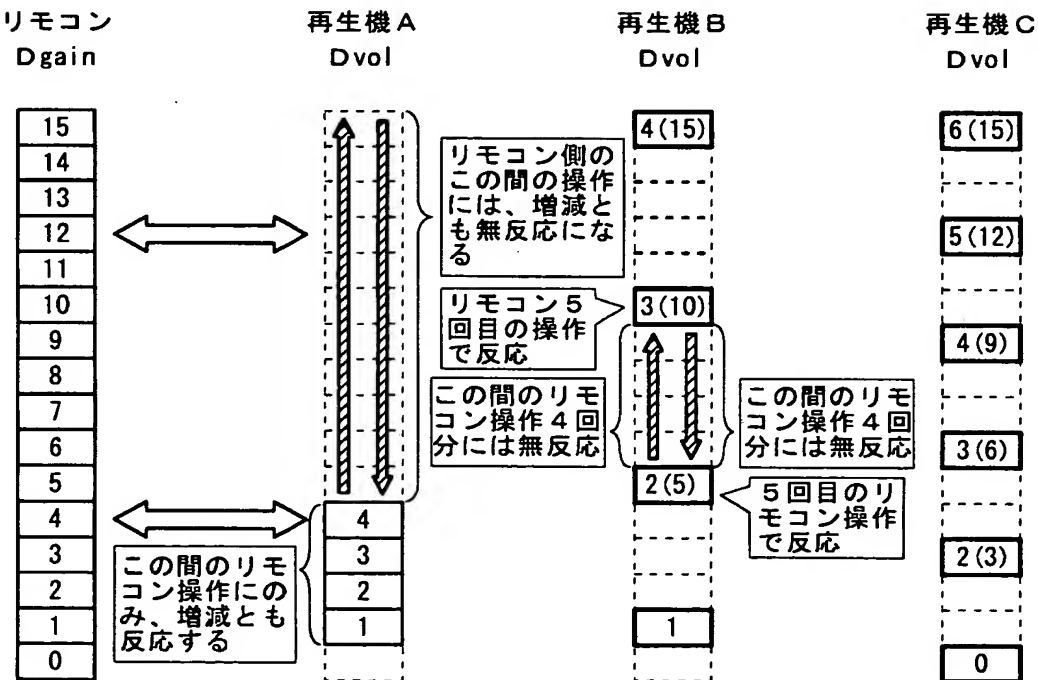 リモコン
Dgain
再生機A
Dvol
再生機B
Dvol
再生機C
Dvol
15
14
13
12
11
10
9
8
7
6
5
4
3
2
1
0
この間のリモ
コン操作にの
み、増減とも
反応する
4
3
2
1
リモコン側の
この間の操作
には、増減と
も無反応にな
る
リモコン5
回目の操作
で反応
この間のリモ
コン操作4回
分には無反応
4(15)
3(10)
2(5)
1
この間のリモ
コン操作4回
分には無反応
5回目のリ
モコン操作
で反応
6(15)
5(12)
4(9)
3(6)
2(3)
0